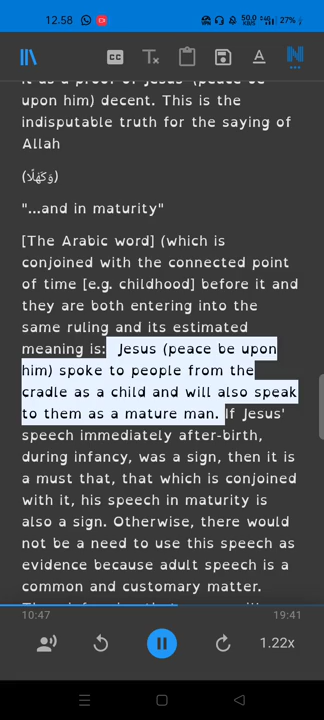 12.58
50.0
KB/S
27%
CC
N
it as a proof of Jesus' (peace be
upon him) decent. This is the
indisputable truth for the saying of
Allah
(وَكَهْلًا)
"...and in maturity"
[The Arabic word] (which is
conjoined with the connected point
of time [e.g. childhood] before it and
they are both entering into the
same ruling and its estimated
meaning is: Jesus (peace be upon
him) spoke to people from the
cradle as a child and will also speak
to them as a mature man. If Jesus'
speech immediately after-birth,
during infancy, was a sign, then it is
a must that, that which is conjoined
with it, his speech in maturity is
also a sign. Otherwise, there would
not be a need to use this speech as
evidence because adult speech is a
common and customary matter.
10:47
19:41
1.22x